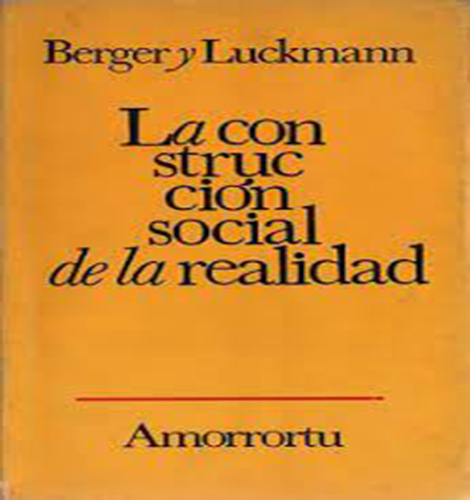 Berger y Luckmann
La con
struc
ción
social
de la realidad
Amorrortu